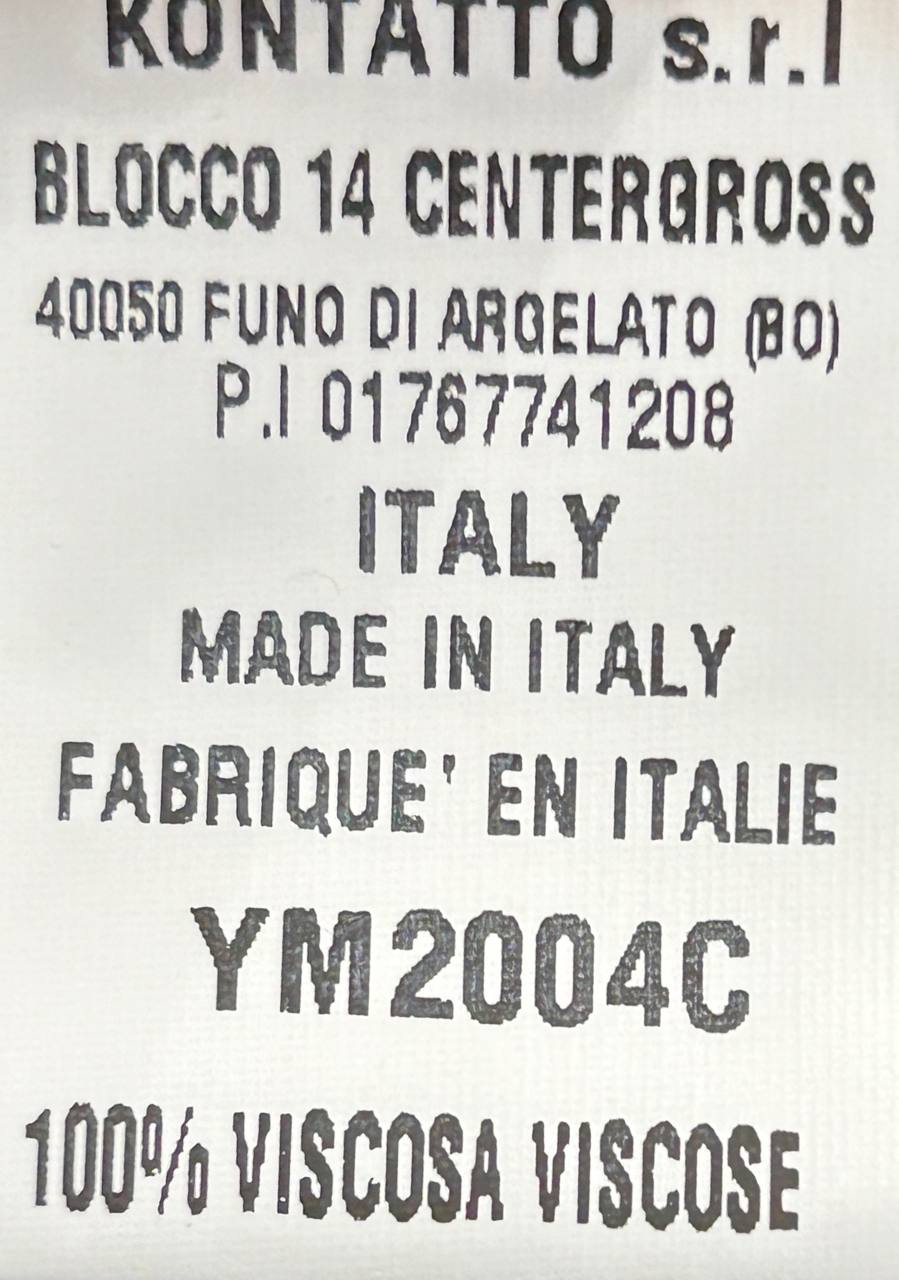 KONTATTO s.r.l
BLOCCO 14 CENTERGROSS
40050 FUNO DI ARGELATO (BO)
P.I 01767741208
ITALY
MADE IN ITALY
FABRIQUE' EN ITALIE
YM2004C
100% VISCOSA VISCOSE